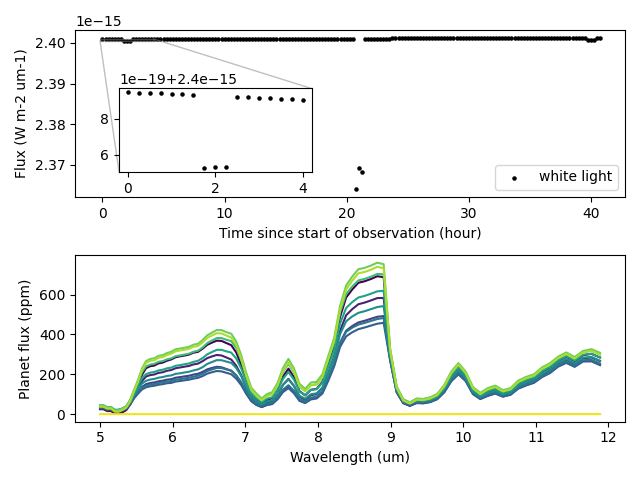 1e−15
2.40
2.39
2.38
2.37
Flux (W m-2 um-1)
1e−19+2.4e−15
8
6
0 2 4
white light
0 10 20 30 40
Time since start of observation (hour)
600
400
200
0
Planet flux (ppm)
5 6 7 8 9 10 11 12
Wavelength (um)